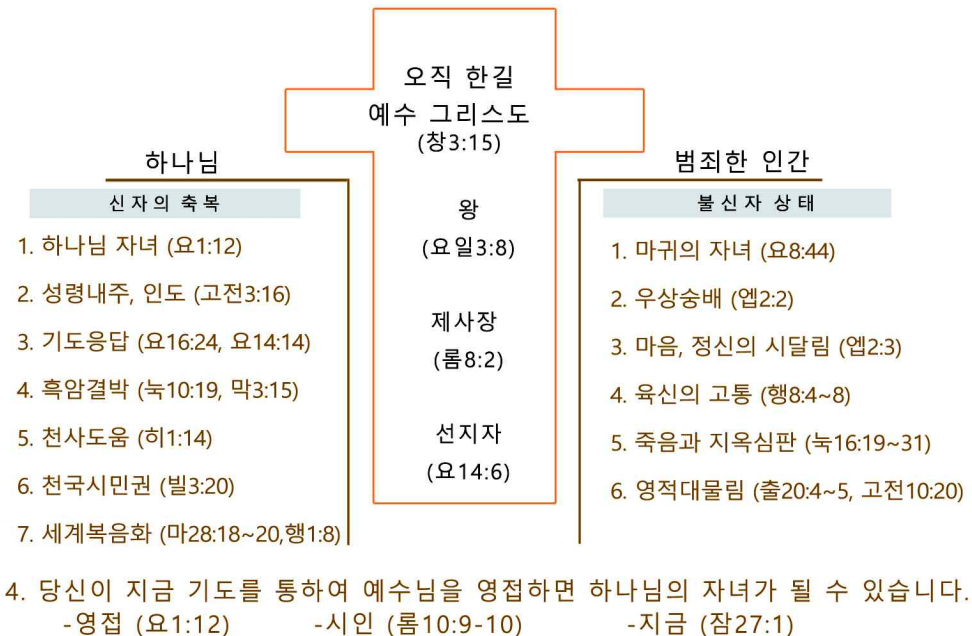 오직 한길
예수 그리스도
(창3:15)
왕
(요일3:8)
제사장
(롬8:2)
선지자
(요14:6)
하나님
신자의 축복
1. 하나님 자녀 (요1:12)
2. 성령내주, 인도 (고전3:16)
3. 기도응답 (요16:24, 요14:14)
4. 흑암결박 (눅10:19, 막3:15)
5. 천사도움 (히1:14)
6. 천국시민권 (빌3:20)
7. 세계복음화 (마28:18~20,행1:8)
범죄한 인간
불신자 상태
1. 마귀의 자녀 (요8:44)
2. 우상숭배 (엡2:2)
3. 마음, 정신의 시달림 (엡2:3)
4. 육신의 고통 (행8:4~8)
5. 죽음과 지옥심판 (눅16:19~31)
6. 영적대물림 (출20:4~5, 고전10:20)
4. 당신이 지금 기도를 통하여 예수님을 영접하면 하나님의 자녀가 될 수 있습니다.
-영접 (요1:12) -시인 (롬10:9-10) -지금 (잠27:1)